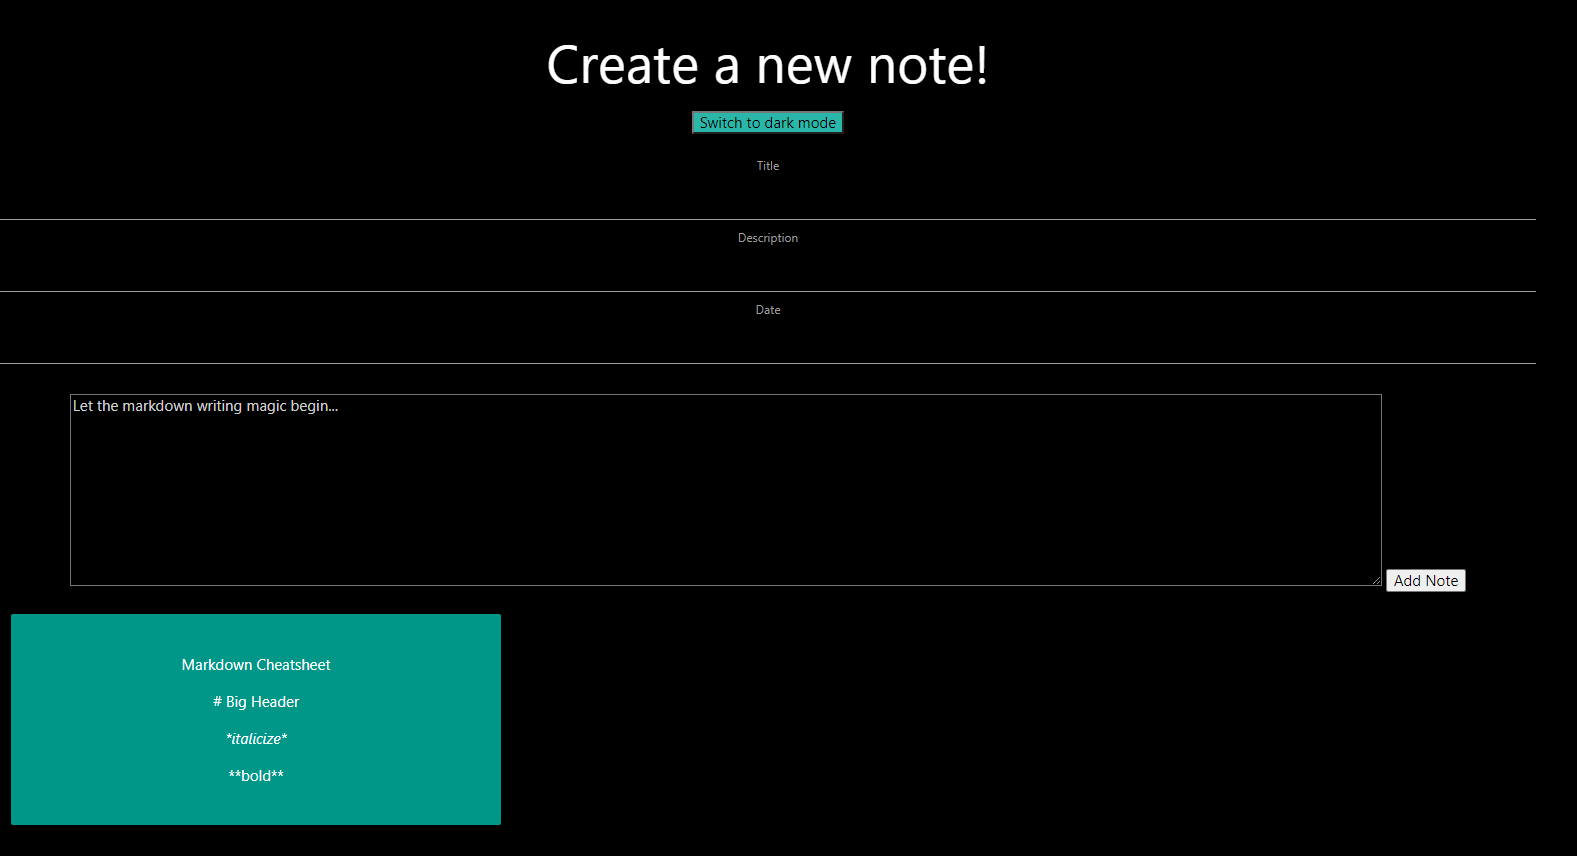 Create a new note!
Switch to dark mode
Title
Description
Date
Let the markdown writing magic begin...
Add Note
Markdown Cheatsheet
# Big Header
*italicize*
**bold**